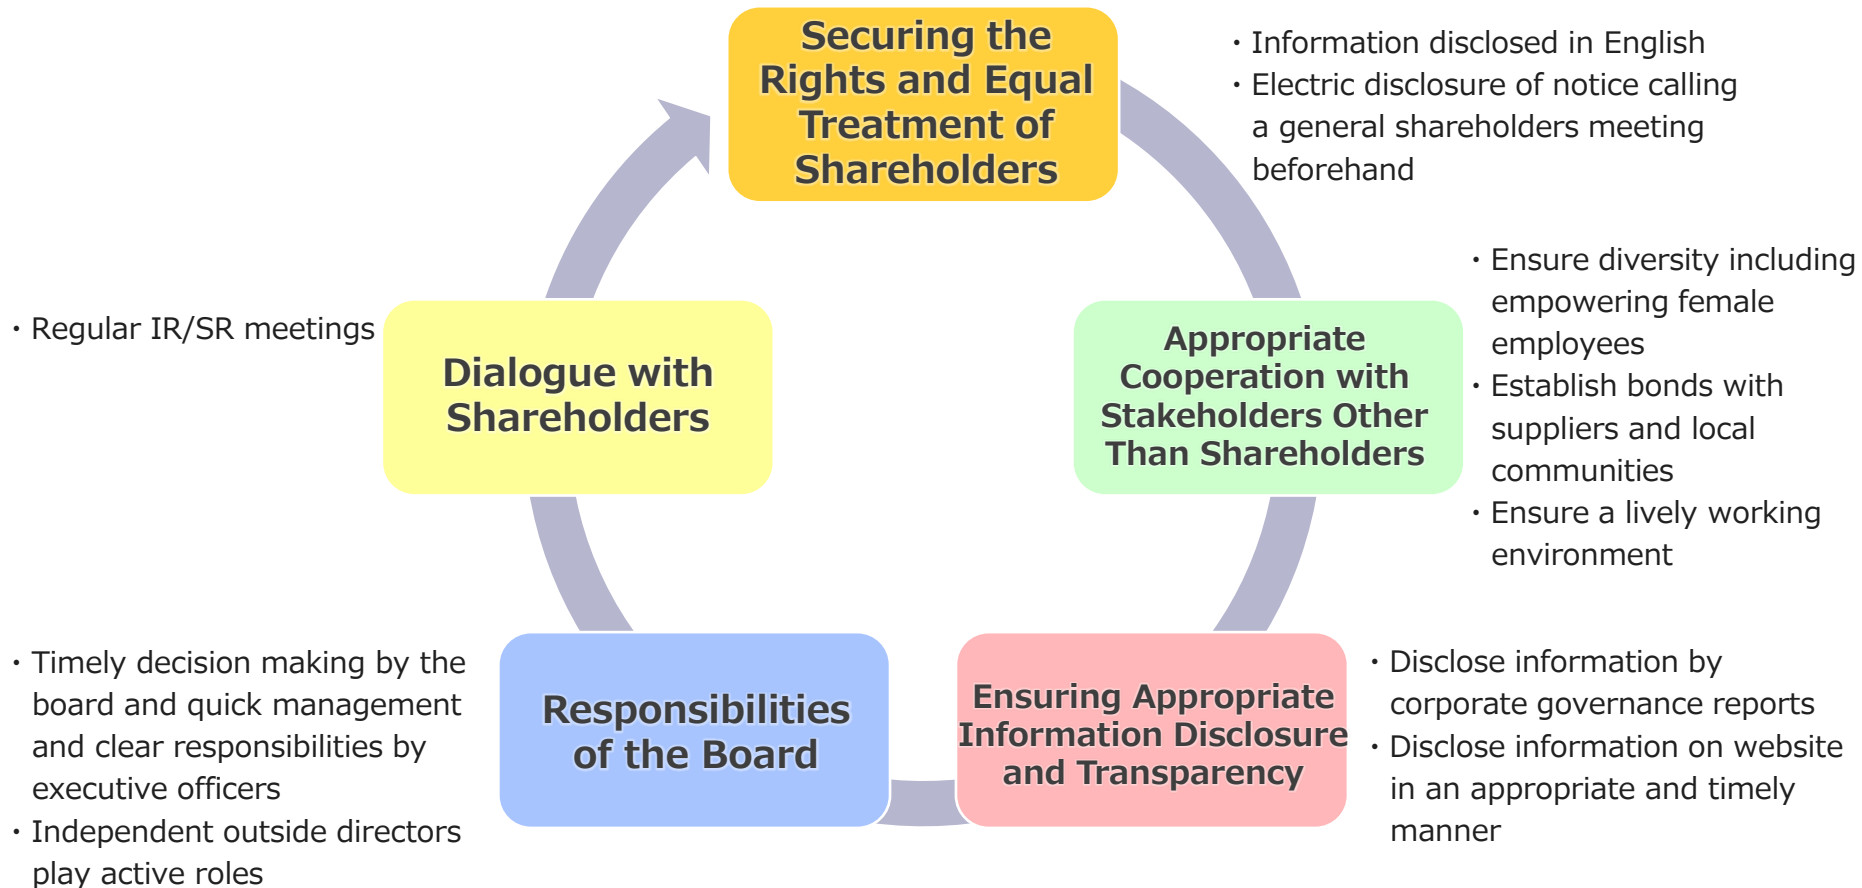 Securing the
Rights and Equal
Treatment of
Shareholders
・Information disclosed in English
・Electric disclosure of notice calling
a general shareholders meeting
beforehand
Appropriate
Cooperation with
Stakeholders Other
Than Shareholders
・Ensure diversity including
empowering female
employees
・Establish bonds with
suppliers and local
communities
・Ensure a lively working
environment
Ensuring Appropriate
Information Disclosure
and Transparency
・Disclose information by
corporate governance reports
・Disclose information on website
in an appropriate and timely
manner
Responsibilities
of the Board
・Timely decision making by the
board and quick management
and clear responsibilities by
executive officers
・Independent outside directors
play active roles
Dialogue with
Shareholders
・Regular IR/SR meetings